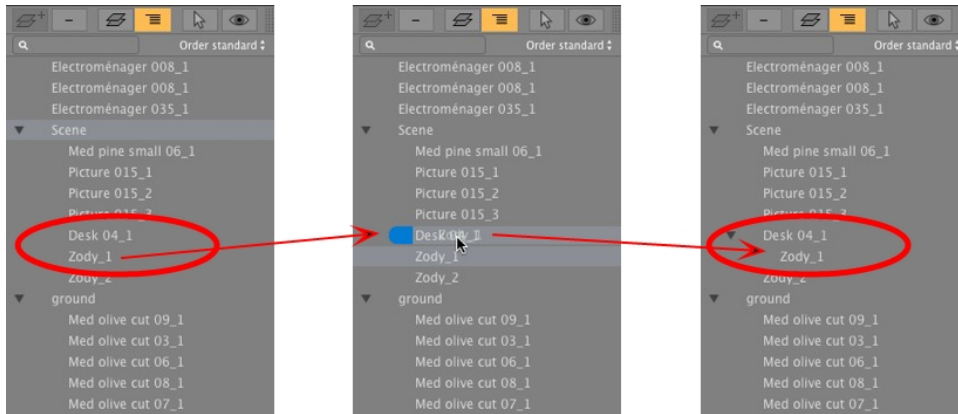 Order standard
Electroménager 008_1
Electroménager 008_1
Electroménager 035_1
Scene
Med pine small 06_1
Picture 015_1
Picture 015_2
Picture 015_3
Desk 04_1
Zody_1
Zody_2
ground
Med olive cut 09_1
Med olive cut 03_1
Med olive cut 06_1
Med olive cut 08_1
Med olive cut 07_1
Order standard
Electroménager 008_1
Electroménager 008_1
Electroménager 035_1
Scene
Med pine small 06_1
Picture 015_1
Picture 015_2
Picture 015_3
Zody_1
Zody_2
ground
Med olive cut 09_1
Med olive cut 03_1
Med olive cut 06_1
Med olive cut 08_1
Med olive cut 07_1
Order standard
Electroménager 008_1
Electroménager 008_1
Electroménager 035_1
Scene
Med pine small 06_1
Picture 015_1
Picture 015_2
Picture 015_3
Desk 04_1
Zody_1
Zody_2
ground
Med olive cut 09_1
Med olive cut 03_1
Med olive cut 06_1
Med olive cut 08_1
Med olive cut 07_1